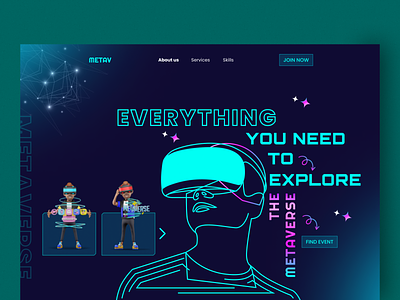 METAV
About us
Services
Skills
JOIN NOW
EVERYTHING
YOU NEED
TO
EXPLORE
THE
METAVERSE
METAVERSE
FIND EVENT